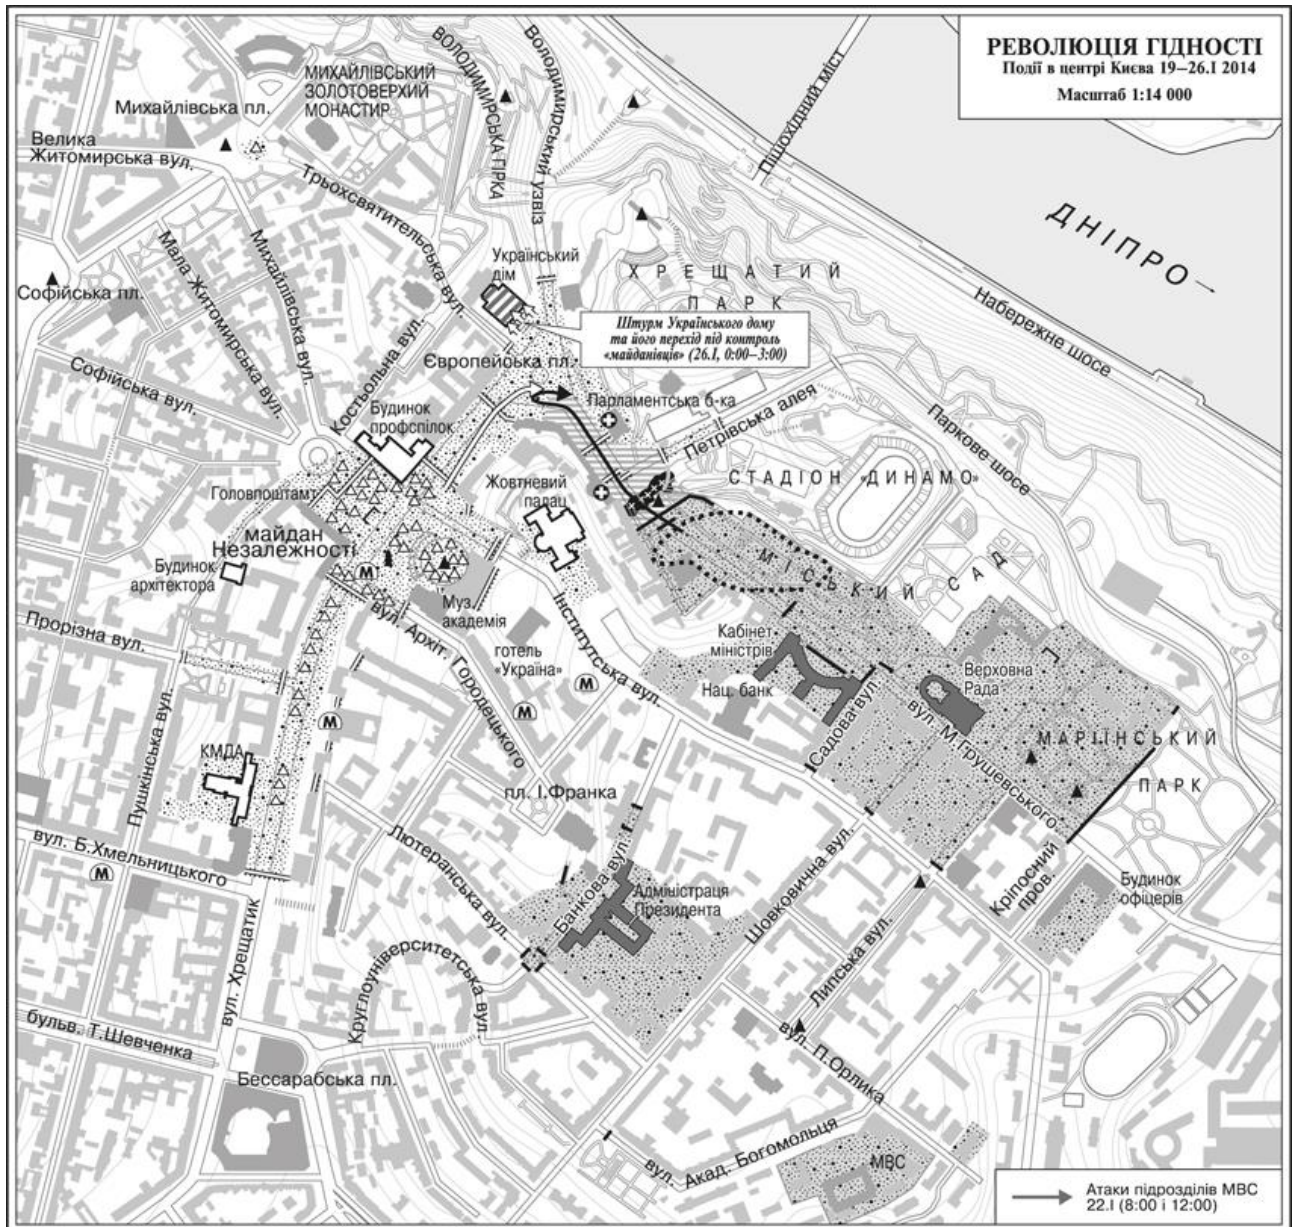 РЕВОЛЮЦІЯ ГІДНОСТІ
Події в центрі Києва 19–26.I 2014
Масштаб 1:14 000
МИХАЙЛІВСЬКИЙ
ЗОЛОТОВЕРХИЙ
МОНАСТИР
Михайлівська пл.
Велика
Житомирська вул.
ВОЛОДИМИРСЬКА ГІРКА
Володимирський узвіз
Пішохідний міст
ДНІПРО
Набережне шосе
Трьохсвятительська вул.
Михайлівська вул.
Мала Житомирська вул.
Софійська пл.
Софійська вул.
Костьольна вул.
Український
дім
ХРЕЩАТИЙ
ПАРК
Штурм Українського дому
та його перехід під контроль
«майданівців» (26.I, 0:00–3:00)
Європейська пл.
Будинок
профспілок
Парламентська б-ка
Петрівська алея
Паркове шосе
СТАДІОН «ДИНАМО»
Головпоштамт
Жовтневий
палац
майдан
Незалежності
Будинок
архітектора
М
Муз.
академія
МІСЬКИЙ САД
Прорізна вул.
вул. Архіт. Городецького
готель
«Україна»
Інститутська вул.
М
М
М
Кабінет
міністрів
Нац. банк
Садова вул.
Верховна
Рада
вул. М.Грушевського
МАРІЇНСЬКИЙ
ПАРК
Пушкінська вул.
КМДА
пл. І.Франка
вул. Б.Хмельницького
М
Лютеранська вул.
Банкова вул.
Адміністраця
Президента
Шовковична вул.
Липська вул.
Кріпосний
пров.
Будинок
офіцерів
вул. Хрещатик
Круглоуніверситетська вул.
бульв. Т.Шевченка
Бессарабська пл.
вул. П.Орлика
вул. Акад. Богомольця
МВС
Атаки підрозділів МВС
22.I (8:00 і 12:00)